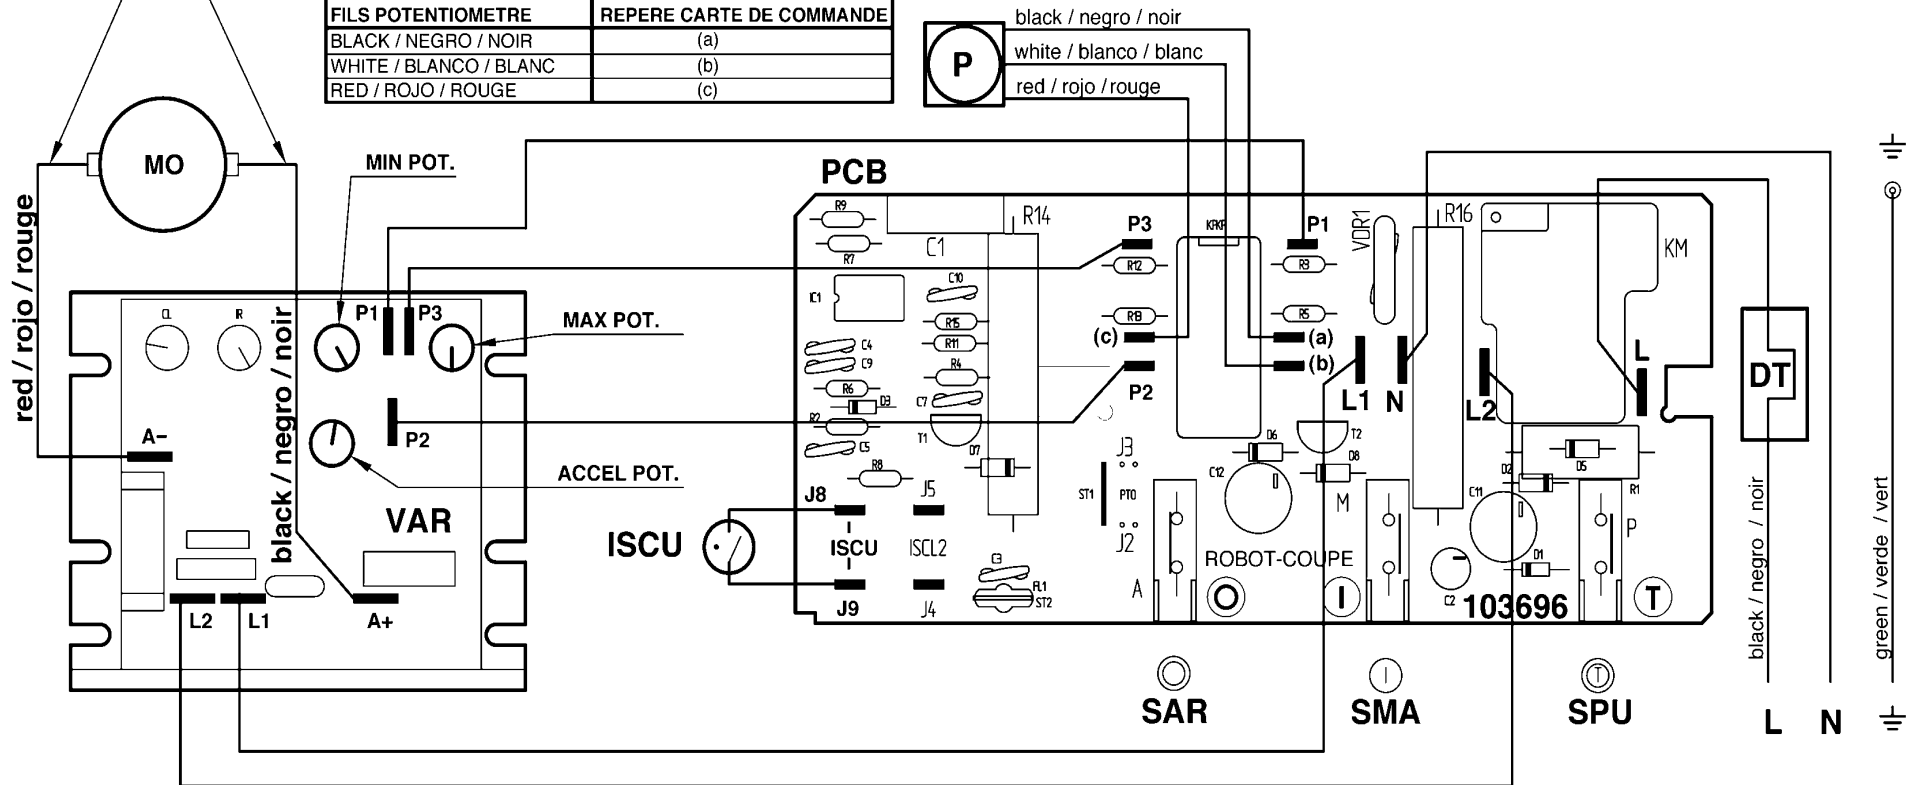 FILS POTENTIOMETRE REPERE CARTE DE COMMANDE
BLACK / NEGRO / NOIR (a)
WHITE / BLANCO / BLANC (b)
RED / ROJO / ROUGE (c)
P
black / negro / noir
white / blanco / blanc
red / rojo / rouge
MO
red / rojo / rouge
black / negro / noir
MIN POT.
MAX POT.
ACCEL POT.
CL
IR
P1
P3
P2
A-
VAR
L2
L1
A+
ISCU
PCB
R9
R7
C1
R14
IC1
C10
R15
R11
C4
C9
R4
R6
D3
C7
R2
T1
C5
D7
R8
J8
J5
ISCU
ISCL2
J9
J4
C3
FL1
ST2
P3
R12
R13
(c)
P2
J3
ST1
PT0
J2
P1
R3
R5
(a)
(b)
VDR1
R16
KM
L1
N
L2
L
D6
T2
D8
C12
M
D2
D5
R1
C11
P
ROBOT-COUPE
D1
A
O
I
C2
103696
T
SAR
I
SMA
T
SPU
DT
black / negro / noir
green / verde / vert
L
N